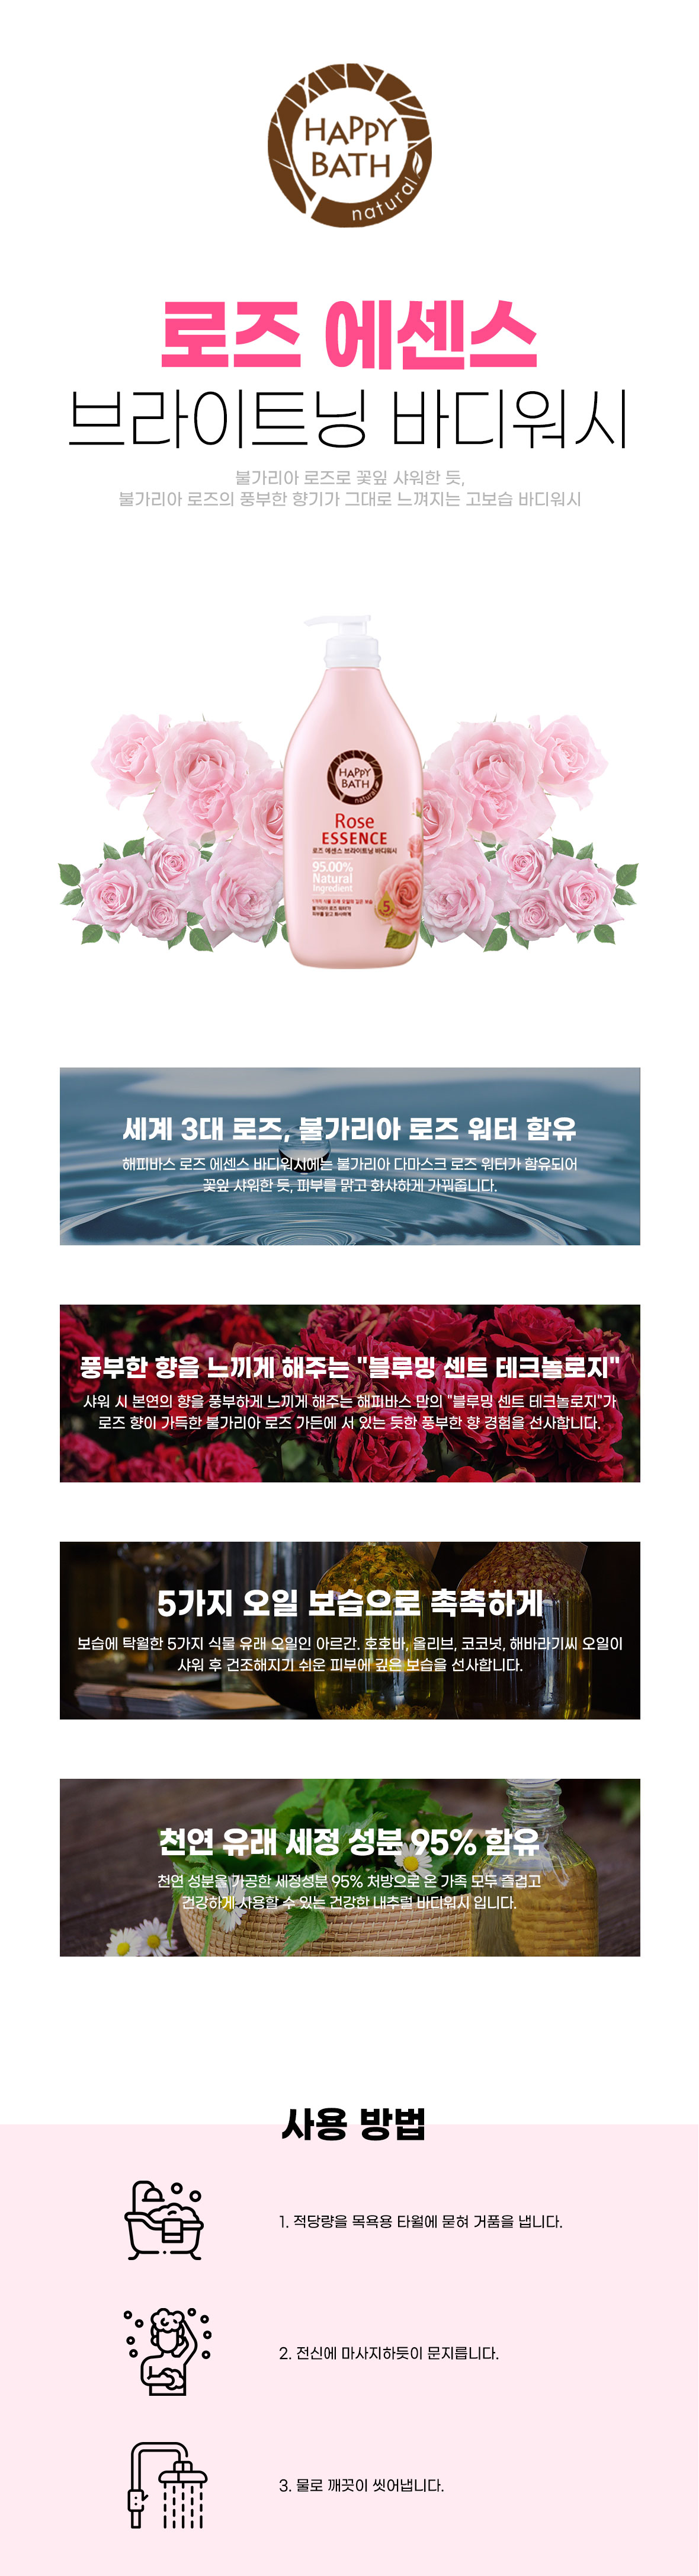 HAPPY
BATH
natural
로즈 에센스
브라이트닝 바디워시
불가리아 로즈로 꽃잎 샤워한 듯,
불가리아 로즈의 풍부한 향기가 그대로 느껴지는 고보습 바디워시
HAPPY
BATH
natural
Rose
ESSENCE
로즈 에센스 브라이트닝 바디워시
95.00%
Natural
Ingredient
5
세계 3대 로즈, 불가리아 로즈 워터 함유
해피바스 로즈 에센스 바디워시에는 불가리아 다마스크 로즈 워터가 함유되어
꽃잎 샤워한 듯, 피부를 맑고 화사하게 가꿔줍니다.
풍부한 향을 느끼게 해주는 "블루밍 센트 테크놀로지"
샤워 시 본연의 향을 풍부하게 느끼게 해주는 해피바스 만의 "블루밍 센트 테크놀로지"가
로즈 향이 가득한 불가리아 로즈 가든에 서 있는 듯한 풍부한 향 경험을 선사합니다.
5가지 오일 보습으로 촉촉하게
보습에 탁월한 5가지 식물 유래 오일인 아르간. 호호바, 올리브, 코코넛, 해바라기씨 오일이
샤워 후 건조해지기 쉬운 피부에 깊은 보습을 선사합니다.
천연 유래 세정 성분 95% 함유
천연 성분을 가공한 세정성분 95% 처방으로 온 가족 모두 즐겁고
건강하게 사용할 수 있는 건강한 내추럴 바디워시 입니다.
사용 방법
1. 적당량을 목욕용 타월에 묻혀 거품을 냅니다.
2. 전신에 마사지하듯이 문지릅니다.
3. 물로 깨끗이 씻어냅니다.